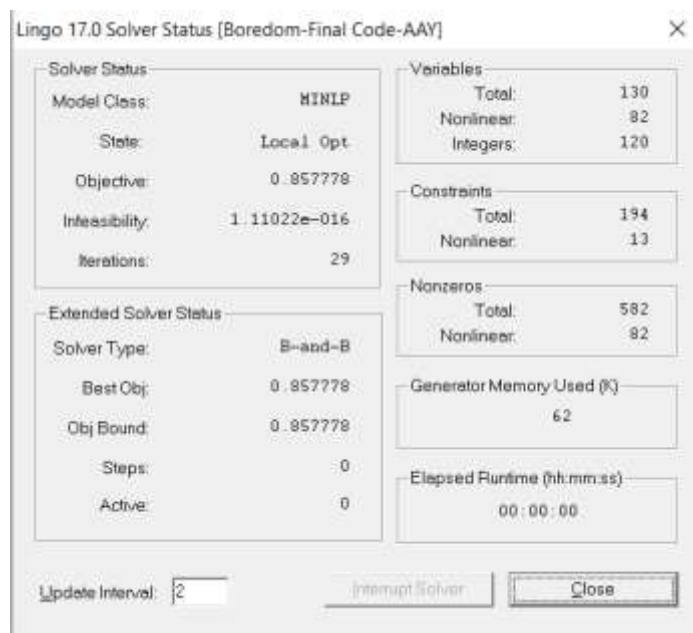 Lingo 17.0 Solver Status [Boredom-Final Code-AAY]
Solver Status
Model Class: MINLP
State: Local Opt
Objective: 0.857778
Infeasibility: 1.11022e-016
Iterations: 29
Extended Solver Status
Solver Type: B-and-B
Best Obj: 0.857778
Obj Bound: 0.857778
Steps: 0
Active: 0
Variables
Total: 130
Nonlinear: 82
Integers: 120
Constraints
Total: 194
Nonlinear: 13
Nonzeros
Total: 582
Nonlinear: 82
Generator Memory Used (K)
62
Elapsed Runtime (hh:mm:ss)
00:00:00
Update Interval: 2
Interrupt Solver
Close